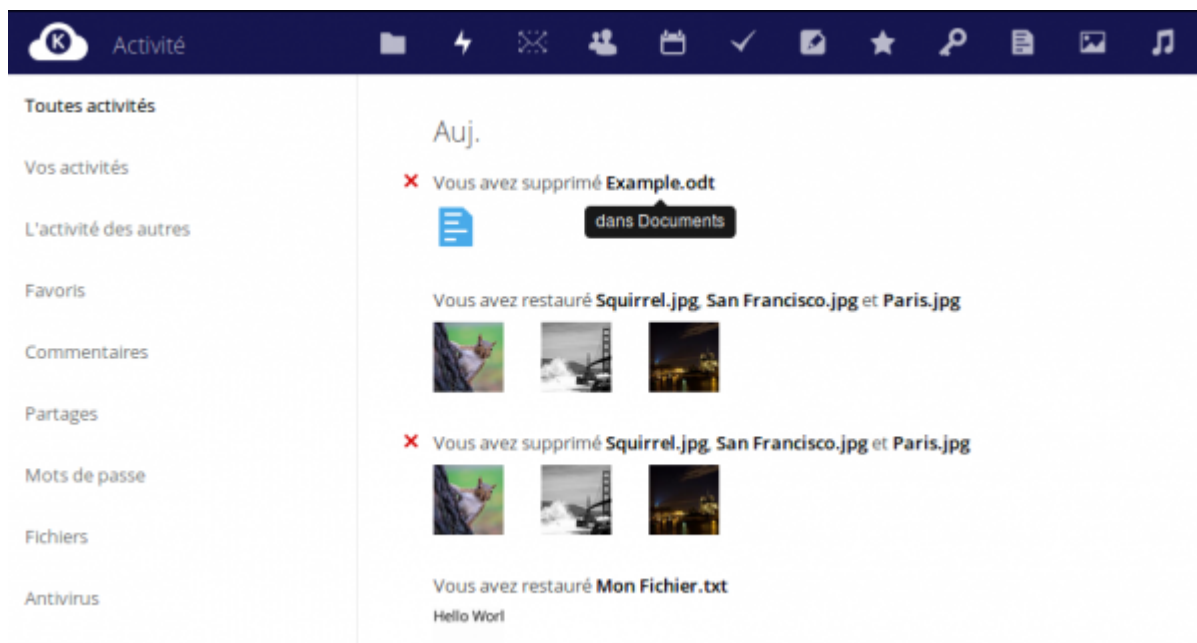 K
Activité
Toutes activités
Vos activités
L'activité des autres
Favoris
Commentaires
Partages
Mots de passe
Fichiers
Antivirus
Auj.
Vous avez supprimé Example.odt
dans Documents
Vous avez restauré Squirrel.jpg, San Francisco.jpg et Paris.jpg
Vous avez supprimé Squirrel.jpg, San Francisco.jpg et Paris.jpg
Vous avez restauré Mon Fichier.txt
Hello Worl